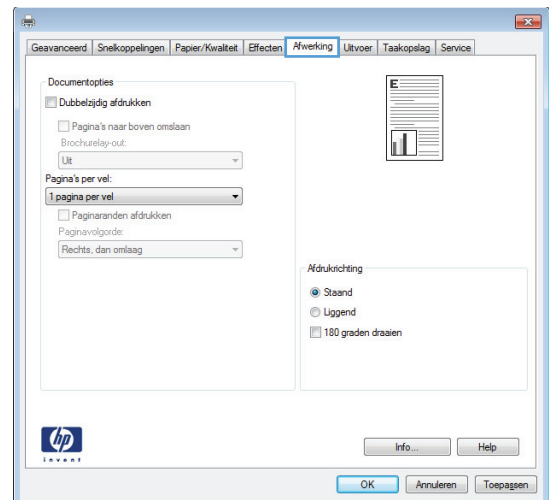 Geavanceerd Snelkoppelingen Papier/Kwaliteit Effecten Afwerking Uitvoer Taakopslag Service
Documentopties
Dubbelzijdig afdrukken
Pagina's naar boven omslaan
Brochurelay-out:
Uit
Pagina's per vel:
1 pagina per vel
Paginaranden afdrukken
Paginavolgorde:
Rechts, dan omlaag
E
Afdrukrichting
Staand
Liggend
180 graden draaien
hp
invent
Info... Help
OK Annuleren Toepassen